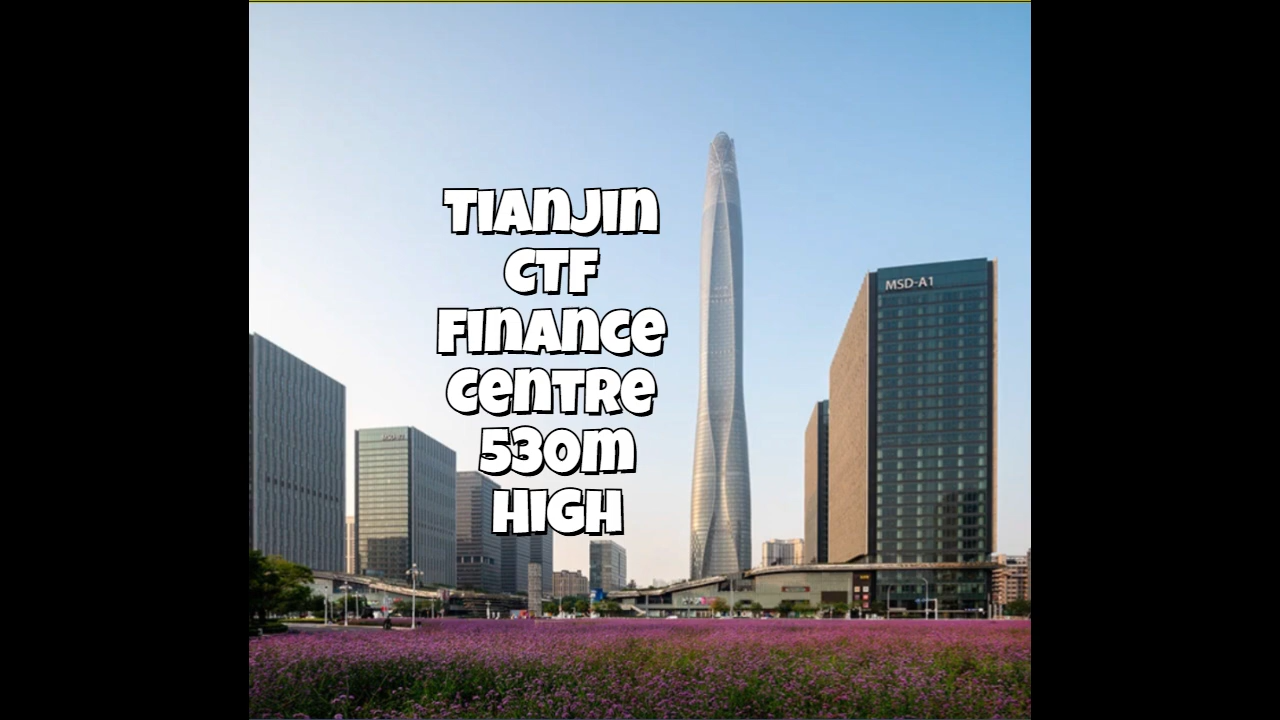 TIANJIN
CTF
FINANCE
CENTRE
530m
HIGH
MSD-A1